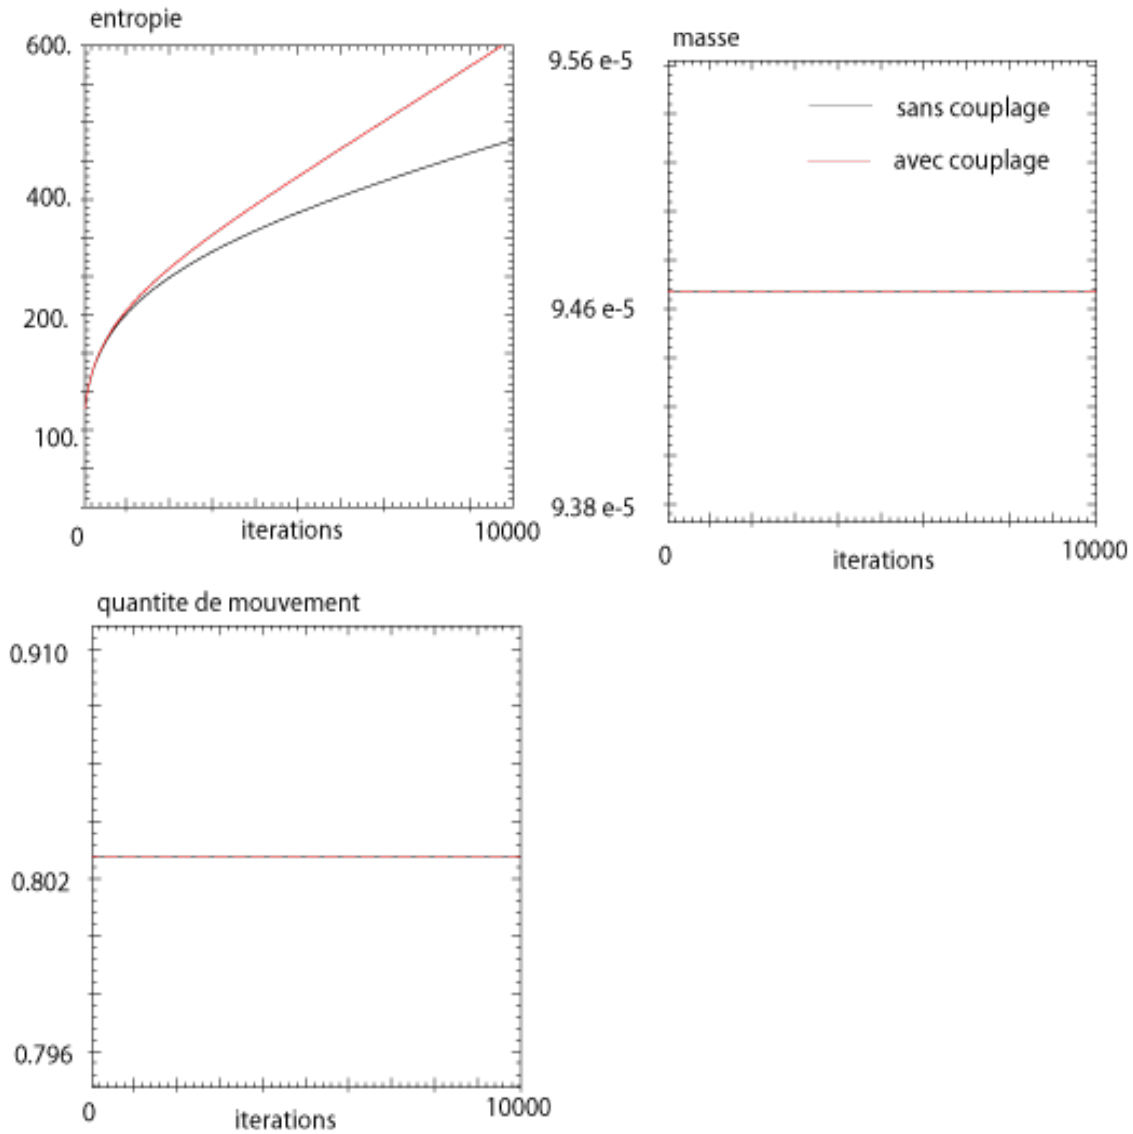 entropie
600.
400.
200.
100.
0
iterations
10000
masse
9.56 e-5
sans couplage
avec couplage
9.46 e-5
9.38 e-5
0
iterations
10000
quantite de mouvement
0.910
0.802
0.796
0
iterations
10000